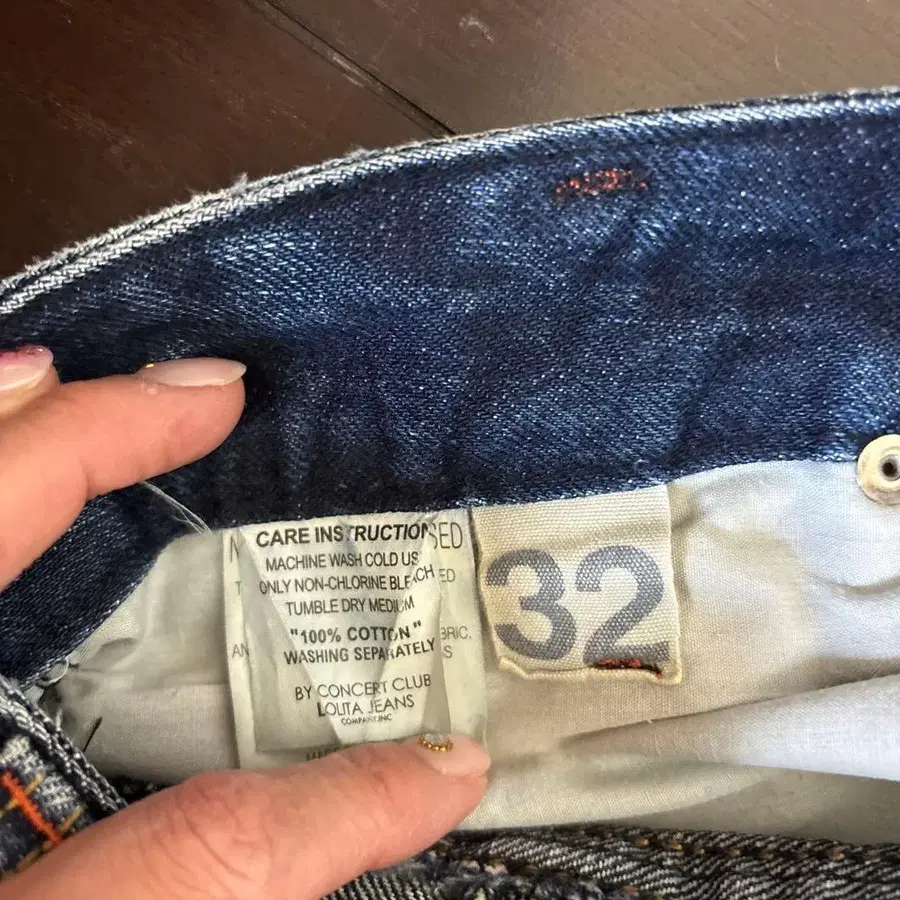 CARE INSTRUCTION
MACHINE WASH COLD US
ONLY NON-CHLORINE BLEACH
TUMBLE DRY MEDIUM
"100% COTTON"
WASHING SEPARATELY
BY CONCERT CLUB
LOLITA JEANS
COMPANY.INC
32